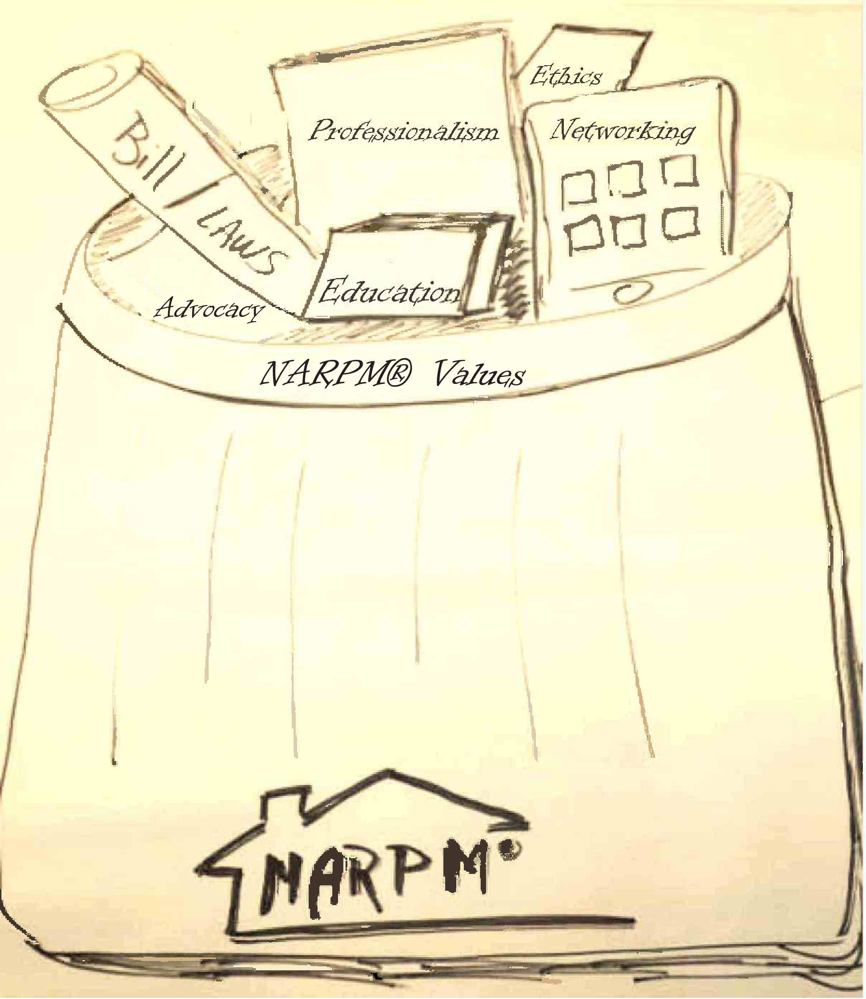 Ethics
Professionalism
Networking
Bill
LAWS
Education
Advocacy
NARPM® Values
NARPM®